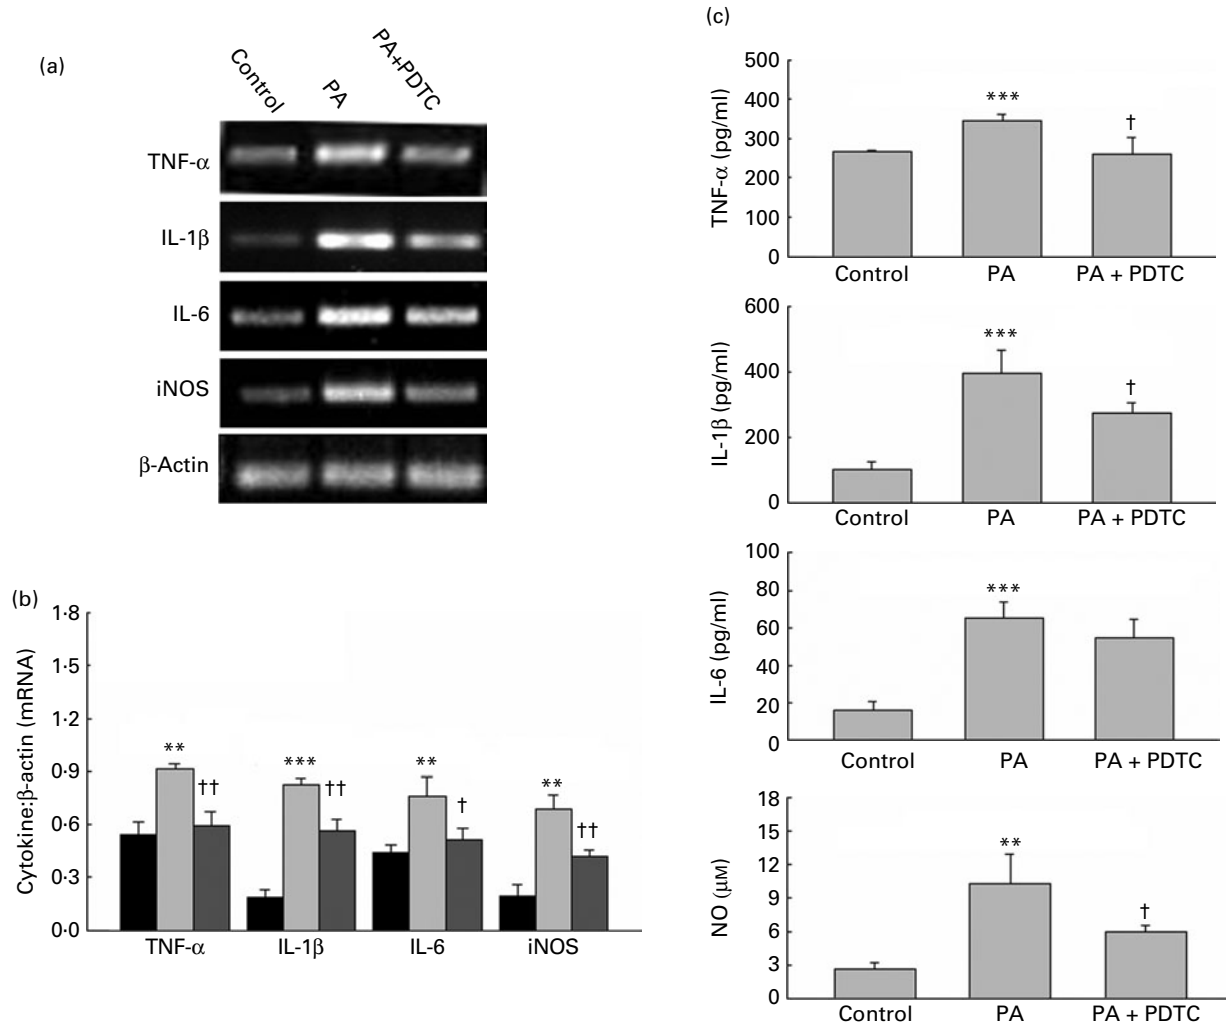 (a)
Control
PA
PA+PDTC
TNF-α
IL-1β
IL-6
iNOS
β-Actin
(b)
Cytokine:β-actin (mRNA)
1·8
1·5
1·2
0·9
0·6
0·3
0·0
**
††
***
††
**
†
**
††
TNF-α
IL-1β
IL-6
iNOS
(c)
TNF-α (pg/ml)
500
400
300
200
100
0
***
†
Control
PA
PA + PDTC
IL-1β (pg/ml)
600
400
200
0
***
†
Control
PA
PA + PDTC
IL-6 (pg/ml)
100
80
60
40
20
0
***
Control
PA
PA + PDTC
NO (μM)
18
15
12
9
6
3
0
**
†
Control
PA
PA + PDTC